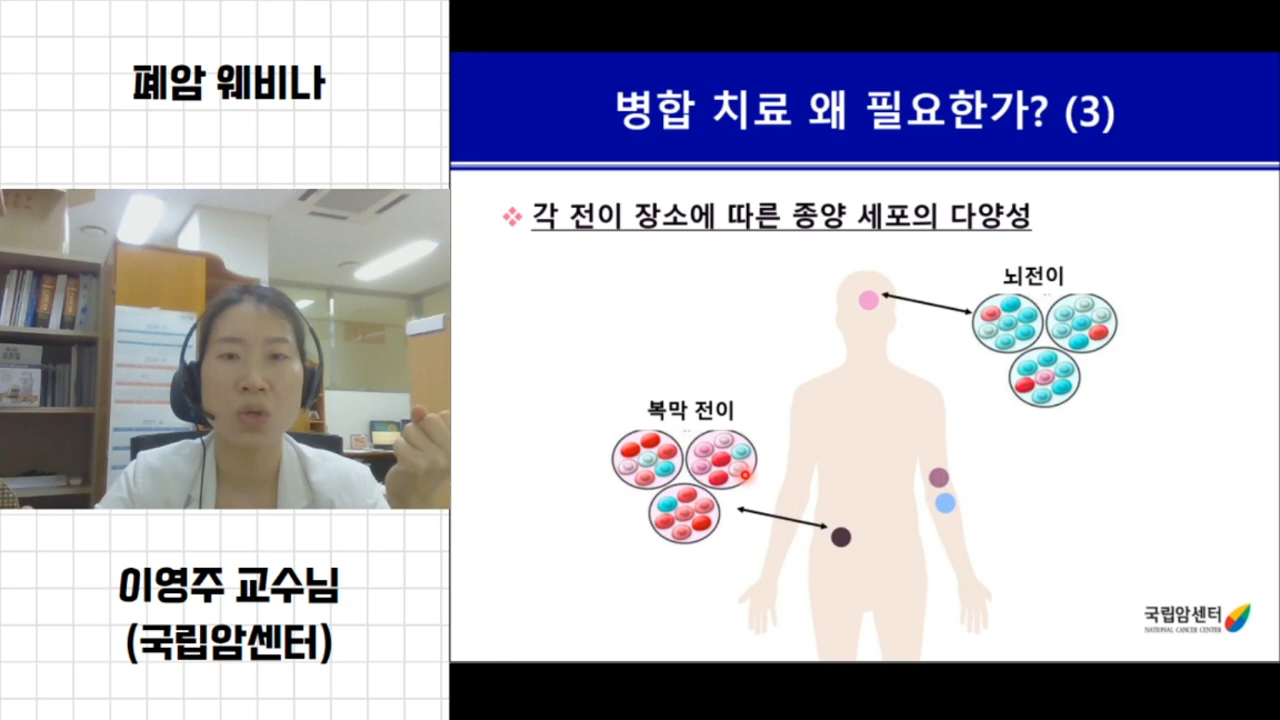 폐암 웨비나
이영주 교수님
(국립암센터)
병합 치료 왜 필요한가? (3)
각 전이 장소에 따른 종양 세포의 다양성
뇌전이
복막 전이
국립암센터
NATIONAL CANCER CENTER